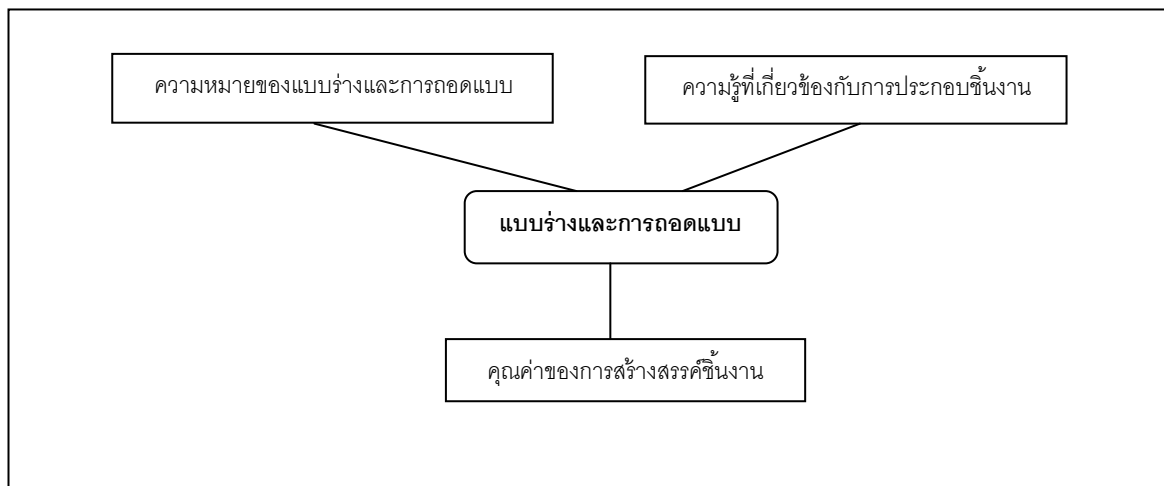 ความหมายของแบบร่างและการถอดแบบ
ความรู้ที่เกี่ยวข้องกับการประกอบชิ้นงาน
แบบร่างและการถอดแบบ
คุณค่าของการสร้างสรรค์ชิ้นงาน